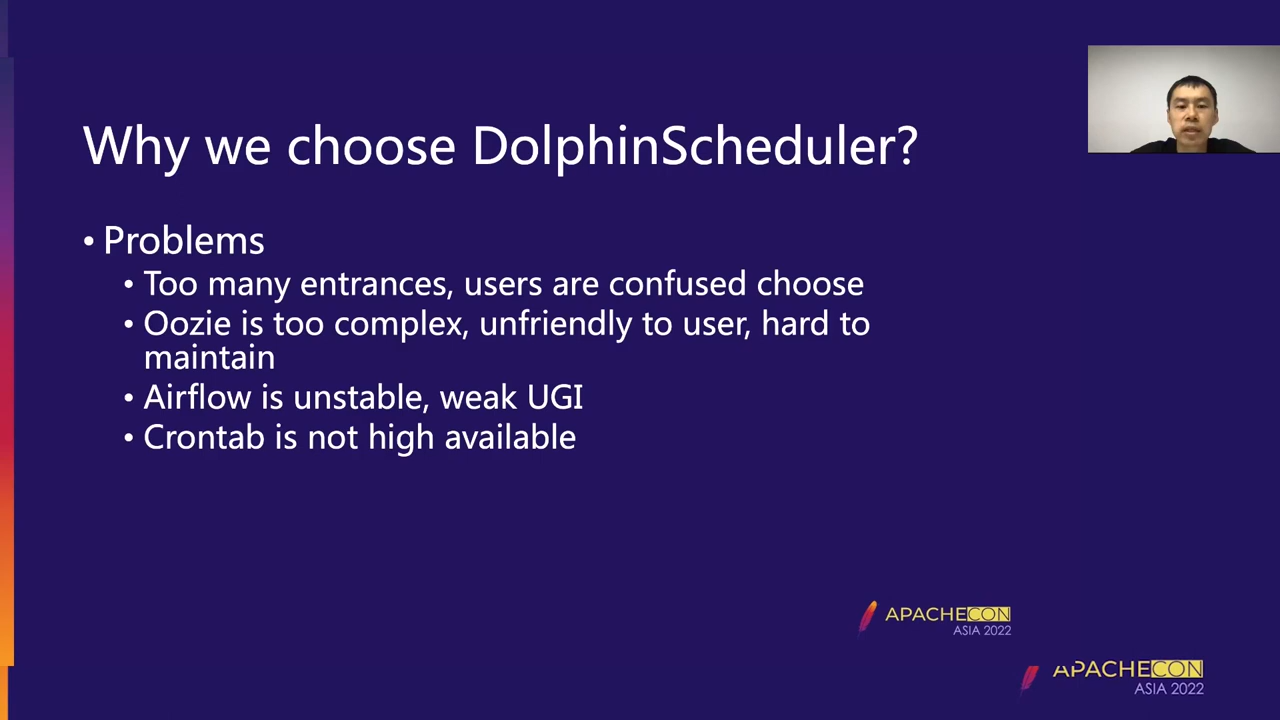 Why we choose DolphinScheduler?
• Problems
• Too many entrances, users are confused choose
• Oozie is too complex, unfriendly to user, hard to
maintain
• Airflow is unstable, weak UGI
• Crontab is not high available
APACHECON
ASIA 2022
APACHECON
ASIA 2022